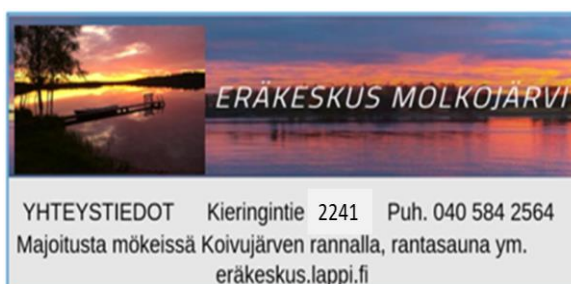 ERÄKESKUS MOLKOJÄRVI
YHTEYSTIEDOT Kieringintie 2241 Puh. 040 584 2564
Majoitusta mökeissä Koivujärven rannalla, rantasauna ym.
eräkeskus.lappi.fi